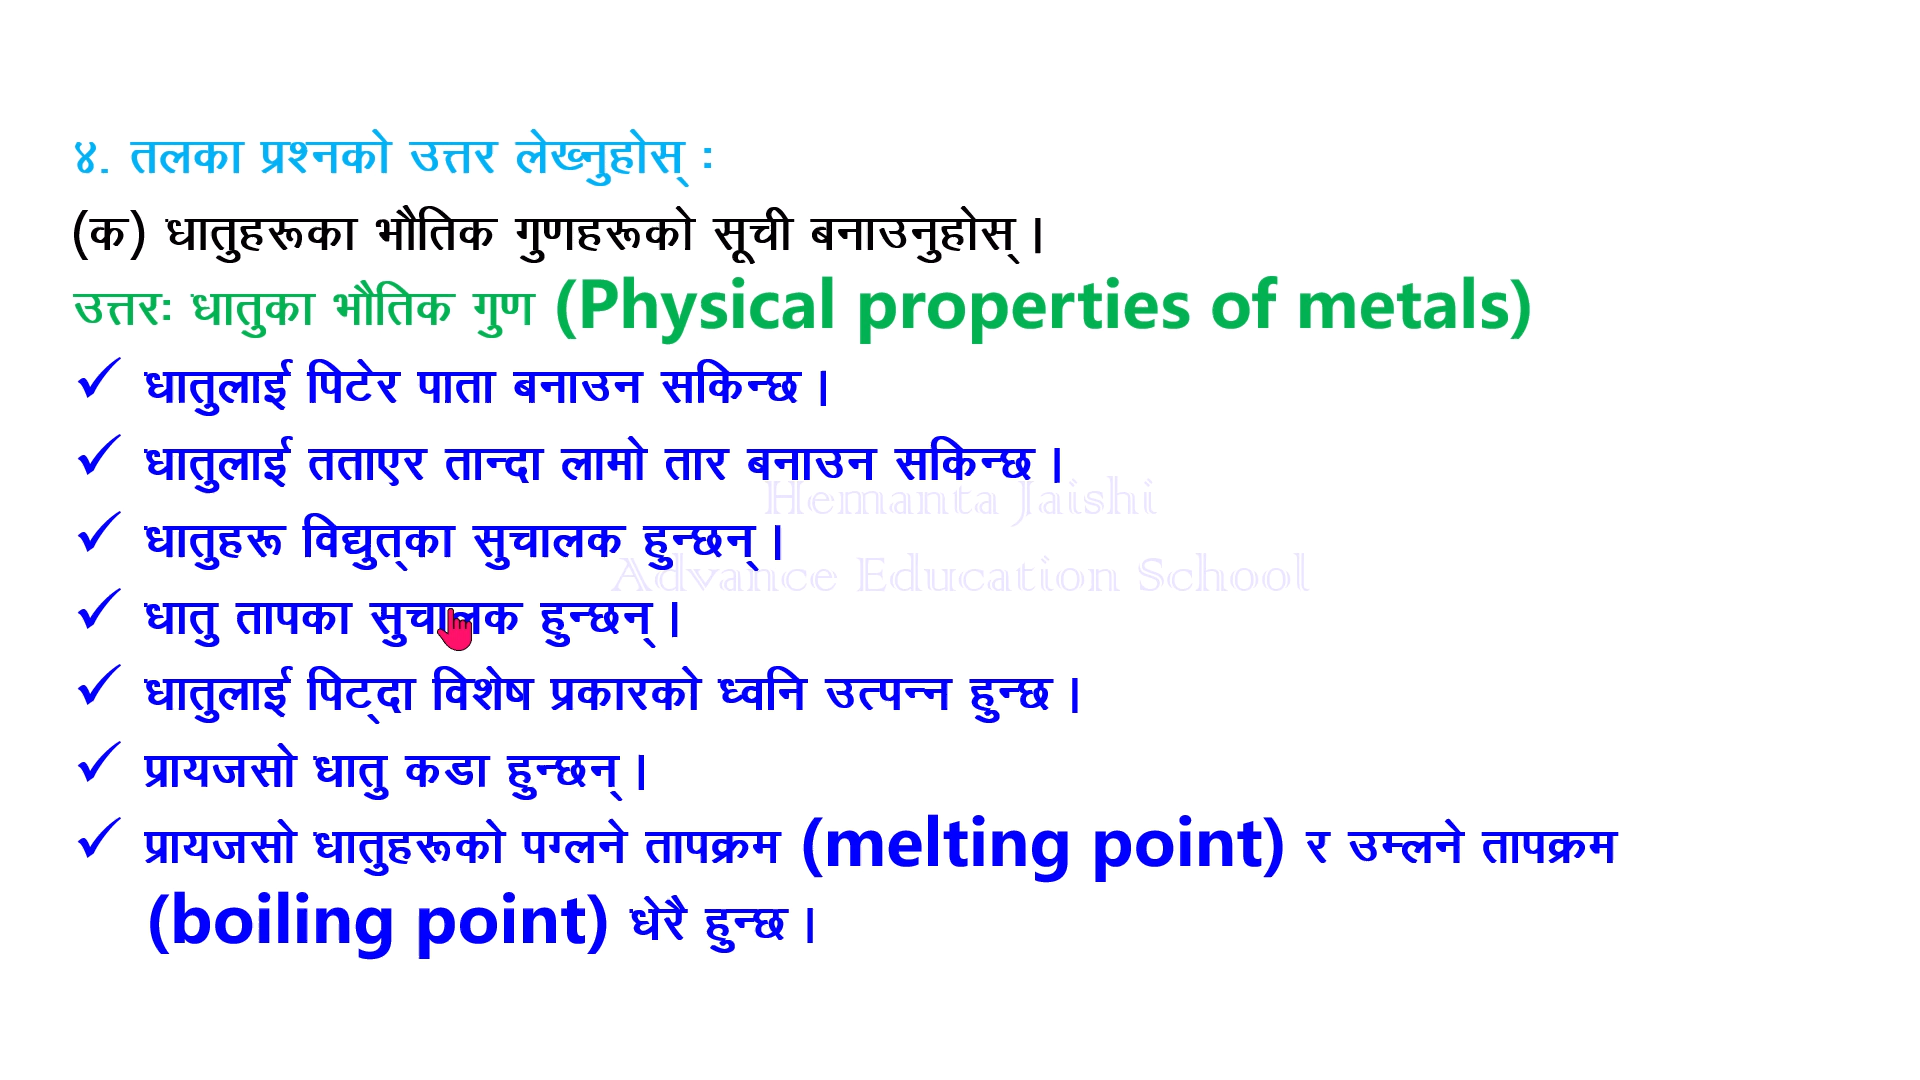 ४. तलका प्रश्नको उत्तर लेख्नुहोस् :
(क) धातुहरूका भौतिक गुणहरूको सूची बनाउनुहोस् ।
उत्तरः धातुका भौतिक गुण (Physical properties of metals)
✓ धातुलाई पिटेर पाता बनाउन सकिन्छ ।
✓ धातुलाई तताएर तान्दा लामो तार बनाउन सकिन्छ ।
Hemanta Jaishi
✓ धातुहरू विद्युत्का सुचालक हुन्छन् ।
Advance Education School
✓ धातु तापका सुचालक हुन्छन् ।
✓ धातुलाई पिट्दा विशेष प्रकारको ध्वनि उत्पन्न हुन्छ ।
✓ प्रायजसो धातु कडा हुन्छन् ।
✓ प्रायजसो धातुहरूको पग्लने तापक्रम (melting point) र उम्लने तापक्रम
(boiling point) धेरै हुन्छ ।